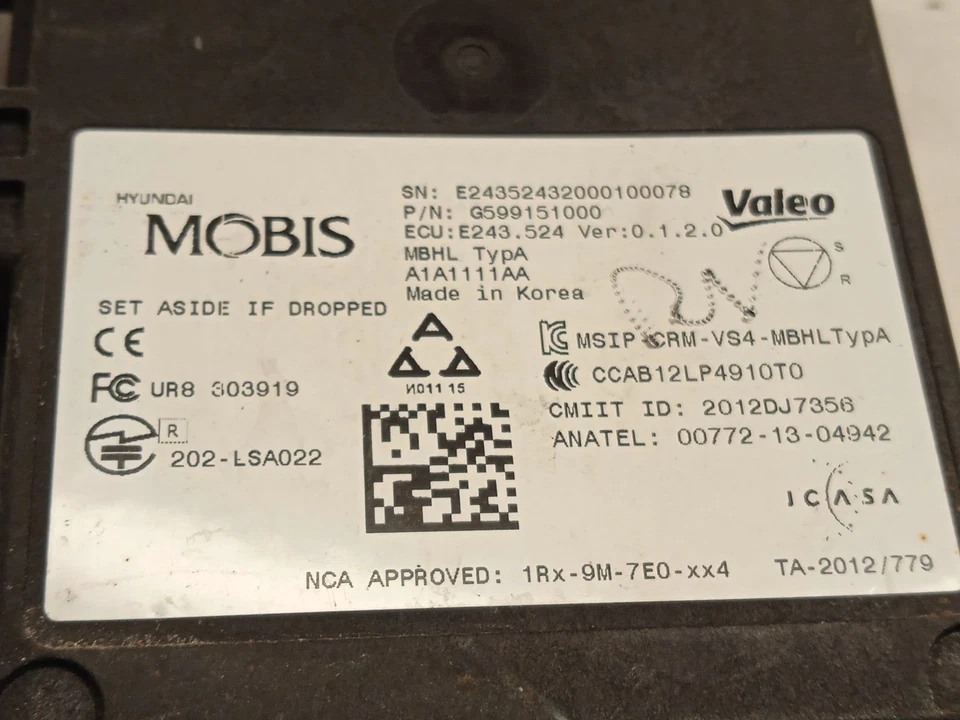 HYUNDAI
MOBIS
SN: E24352432000100078
P/N: G599151000
ECU:E243.524 Ver:0.1.2.0
MBHL TypA
A1A1111AA
Made in Korea
Valeo
S
R
SET ASIDE IF DROPPED
CE
FC UR8 303919
R 202-LSA022
N011 15
MSIP-CRM-VS4-MBHLTypA
CCC CCAB12LP4910T0
CMIIT ID: 2012DJ7356
ANATEL: 00772-13-04942
ICASA
NCA APPROVED: 1Rx-9M-7E0-xx4
TA-2012/779